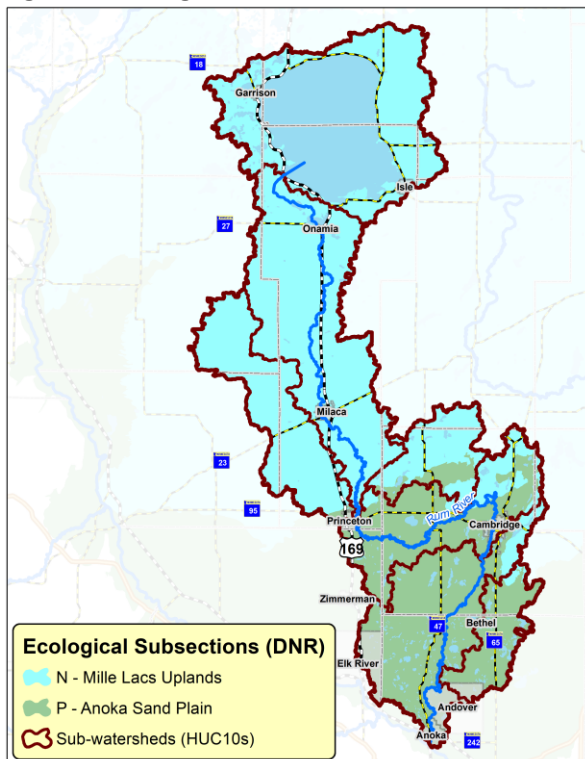 18
Garrison
Isle
27
Onamia
Milaca
23
95
Rum River
Princeton
Cambridge
169
Zimmerman
47
Bethel
65
Elk River
Andover
Anoka
242
Ecological Subsections (DNR)
N - Mille Lacs Uplands
P - Anoka Sand Plain
Sub-watersheds (HUC10s)